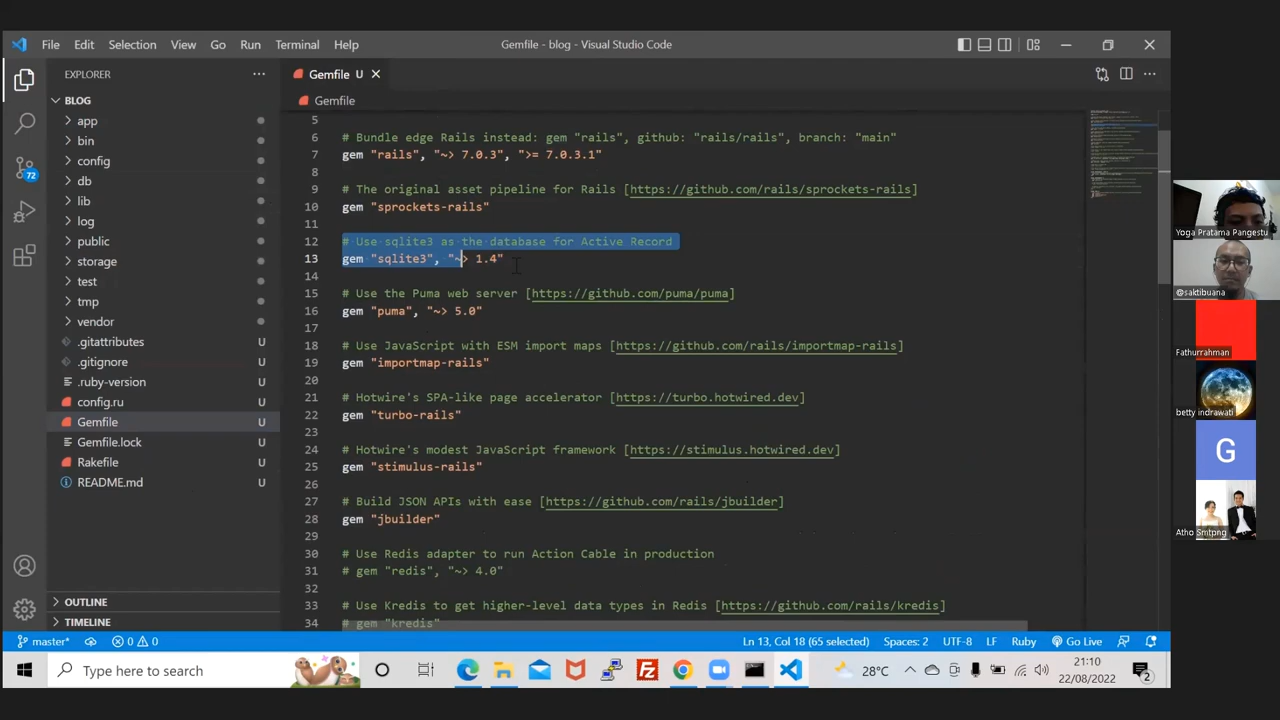 File Edit Selection View Go Run Terminal Help
Gemfile - blog - Visual Studio Code
EXPLORER
BLOG
app
bin
config
db
lib
log
public
storage
test
tmp
vendor
.gitattributes U
.gitignore U
.ruby-version U
config.ru U
Gemfile U
Gemfile.lock U
Rakefile U
README.md U
OUTLINE
TIMELINE
72
Gemfile U
Gemfile
5
6 # Bundle edge Rails instead: gem "rails", github: "rails/rails", branch: "main"
7 gem "rails", "~> 7.0.3", ">= 7.0.3.1"
8
9 # The original asset pipeline for Rails [https://github.com/rails/sprockets-rails]
10 gem "sprockets-rails"
11
12 # Use sqlite3 as the database for Active Record
13 gem "sqlite3", "~> 1.4"
14
15 # Use the Puma web server [https://github.com/puma/puma]
16 gem "puma", "~> 5.0"
17
18 # Use JavaScript with ESM import maps [https://github.com/rails/importmap-rails]
19 gem "importmap-rails"
20
21 # Hotwire's SPA-like page accelerator [https://turbo.hotwired.dev]
22 gem "turbo-rails"
23
24 # Hotwire's modest JavaScript framework [https://stimulus.hotwired.dev]
25 gem "stimulus-rails"
26
27 # Build JSON APIs with ease [https://github.com/rails/jbuilder]
28 gem "jbuilder"
29
30 # Use Redis adapter to run Action Cable in production
31 # gem "redis", "~> 4.0"
32
33 # Use Kredis to get higher-level data types in Redis [https://github.com/rails/kredis]
34 # gem "kredis"
master* 0 0 Ln 13, Col 18 (65 selected) Spaces: 2 UTF-8 LF Ruby Go Live
Type here to search
28°C
21:10
22/08/2022
2
Yoga Pratama Pangestu
@saktibuana
Fathurrahman
betty indrawati
G
Atho Smtpng